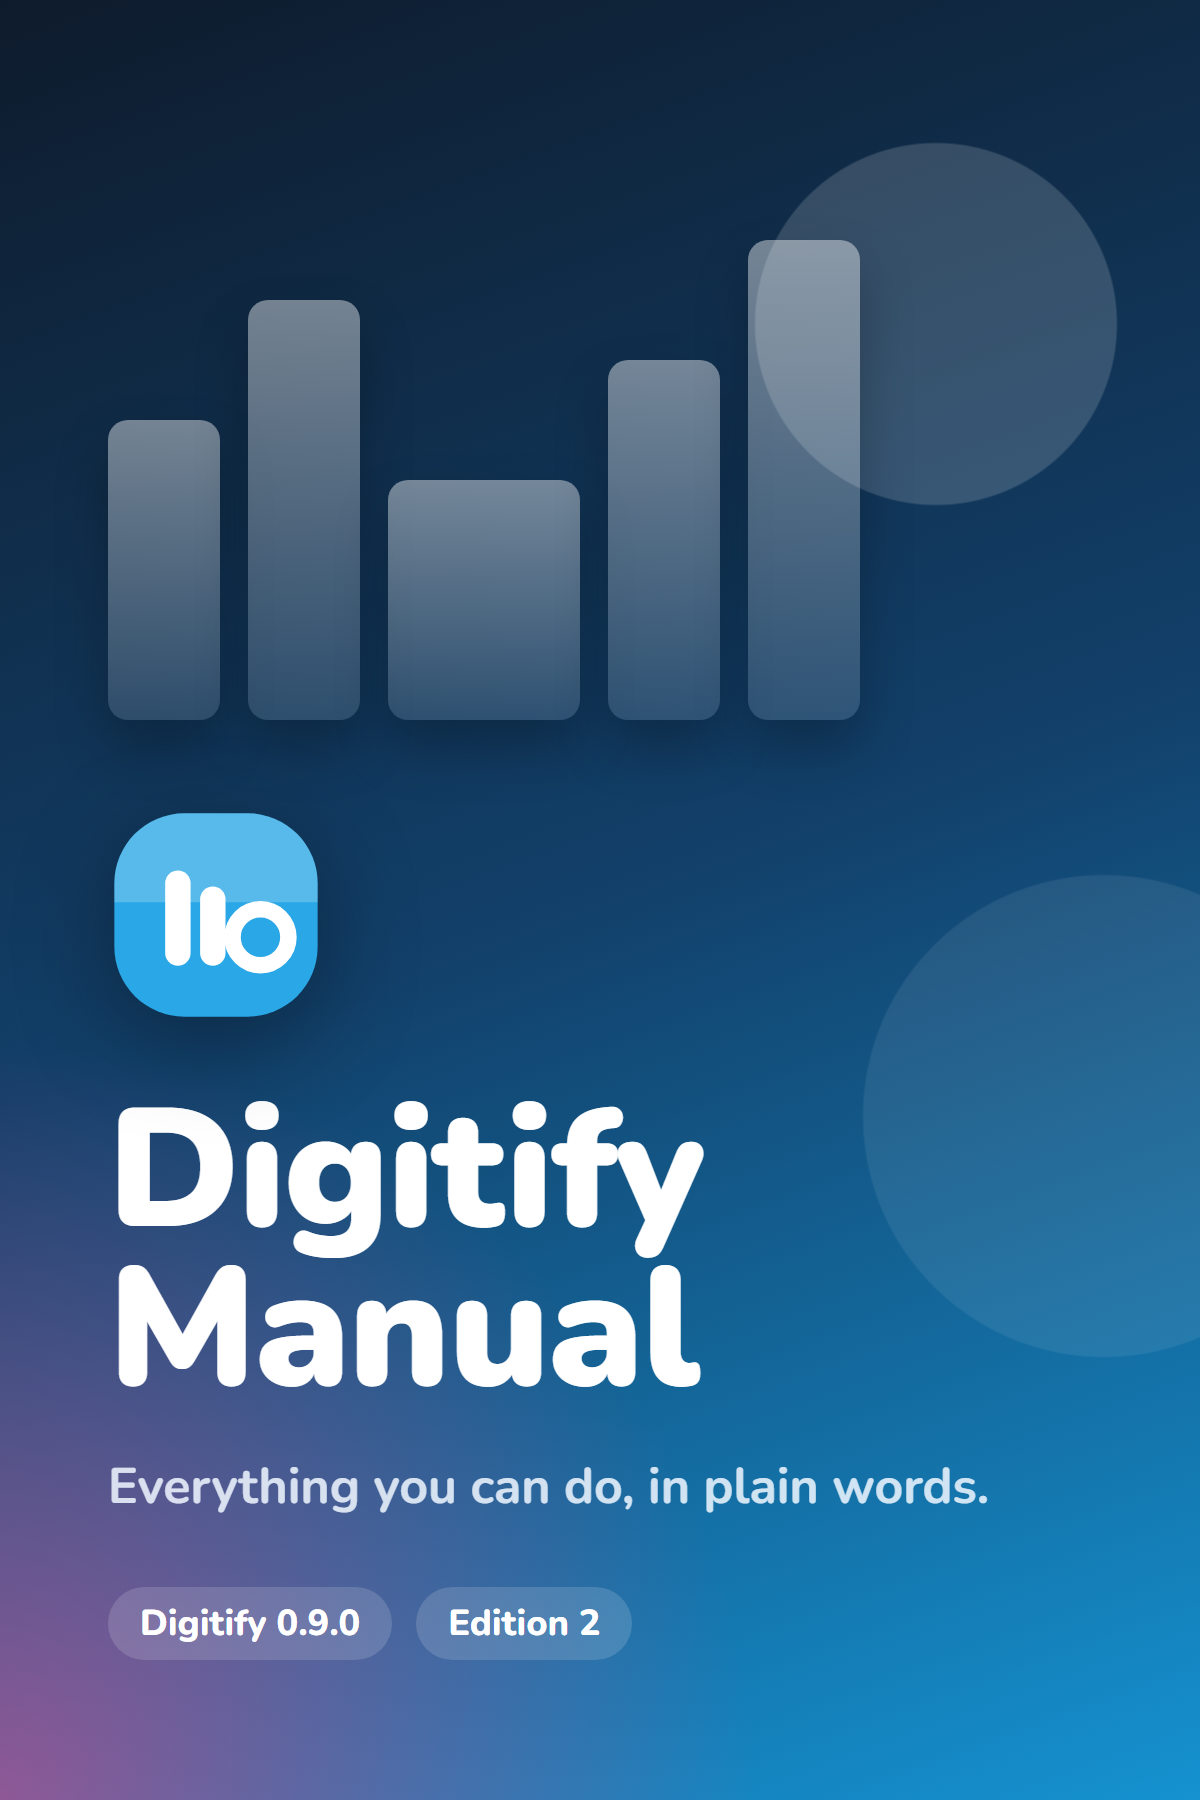 Digitify
Manual
Everything you can do, in plain words.
Digitify 0.9.0
Edition 2